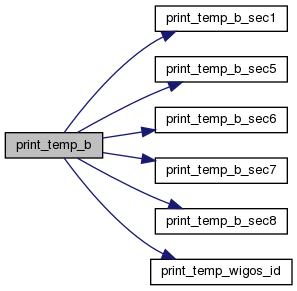 print_temp_b_sec1
print_temp_b_sec5
print_temp_b_sec6
print_temp_b
print_temp_b_sec7
print_temp_b_sec8
print_temp_wigos_id